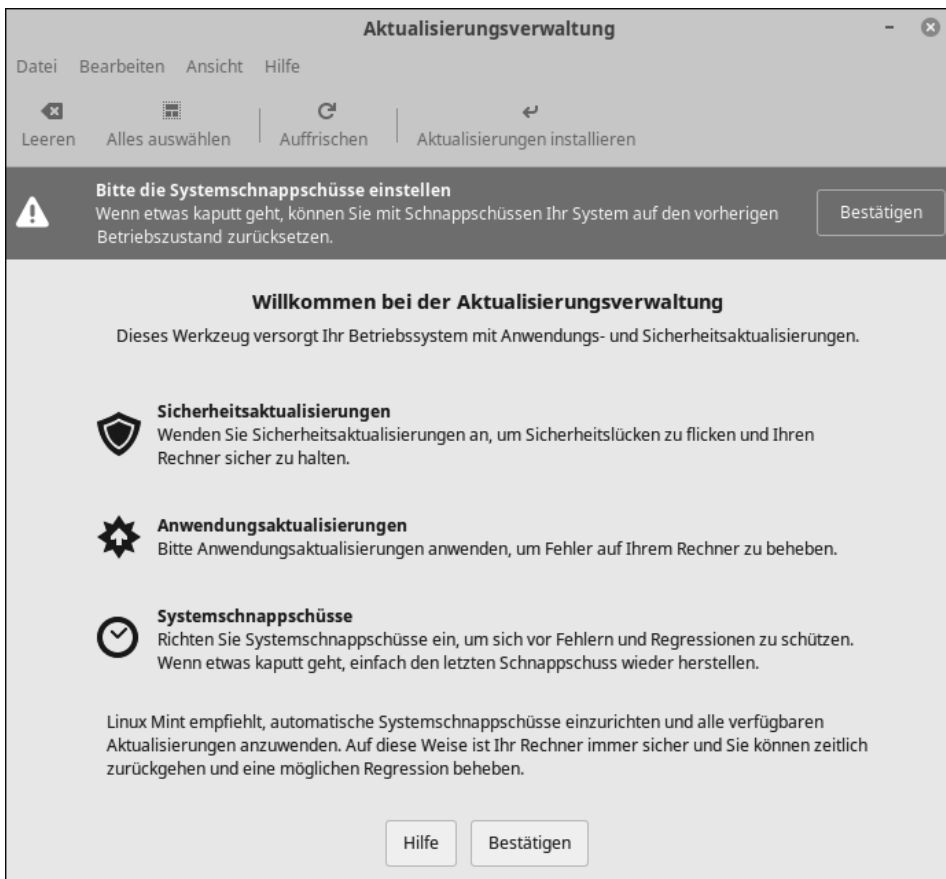 Aktualisierungsverwaltung
Datei Bearbeiten Ansicht Hilfe
Leeren Alles auswählen Auffrischen Aktualisierungen installieren
Bitte die Systemschnappschüsse einstellen
Wenn etwas kaputt geht, können Sie mit Schnappschüssen Ihr System auf den vorherigen
Betriebszustand zurücksetzen.
Bestätigen
Willkommen bei der Aktualisierungsverwaltung
Dieses Werkzeug versorgt Ihr Betriebssystem mit Anwendungs- und Sicherheitsaktualisierungen.
Sicherheitsaktualisierungen
Wenden Sie Sicherheitsaktualisierungen an, um Sicherheitslücken zu flicken und Ihren
Rechner sicher zu halten.
Anwendungsaktualisierungen
Bitte Anwendungsaktualisierungen anwenden, um Fehler auf Ihrem Rechner zu beheben.
Systemschnappschüsse
Richten Sie Systemschnappschüsse ein, um sich vor Fehlern und Regressionen zu schützen.
Wenn etwas kaputt geht, einfach den letzten Schnappschuss wieder herstellen.
Linux Mint empfiehlt, automatische Systemschnappschüsse einzurichten und alle verfügbaren
Aktualisierungen anzuwenden. Auf diese Weise ist Ihr Rechner immer sicher und Sie können zeitlich
zurückgehen und eine möglichen Regression beheben.
Hilfe Bestätigen